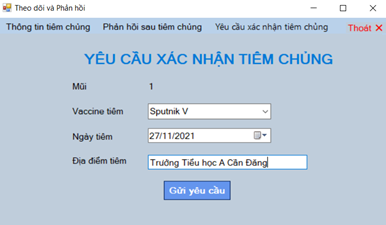 Theo dõi và Phản hồi
Thông tin tiêm chủng Phản hồi sau tiêm chủng Yêu cầu xác nhận tiêm chủng Thoát
YÊU CẦU XÁC NHẬN TIÊM CHỦNG
Mũi 1
Vaccine tiêm Sputnik V
Ngày tiêm 27/11/2021
Địa điểm tiêm Trường Tiểu học A Cần Đăng
Gửi yêu cầu